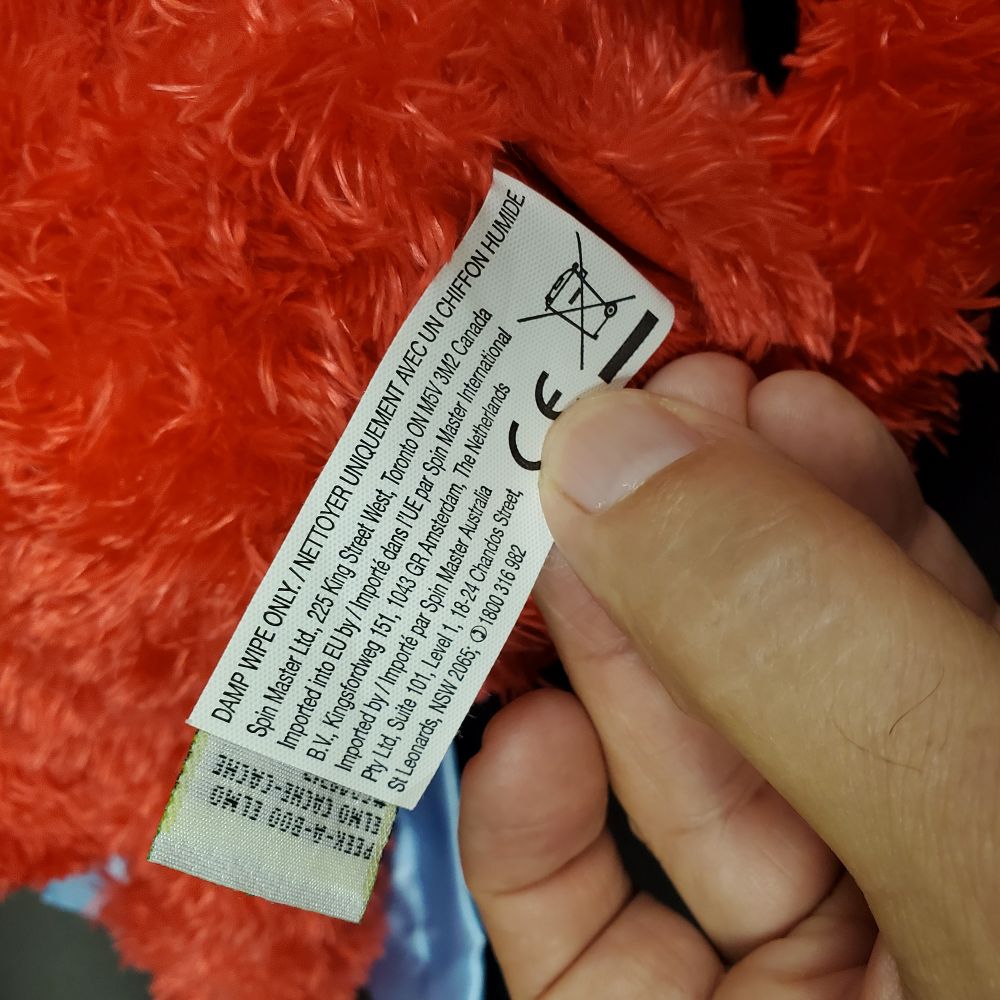 DAMP WIPE ONLY. / NETTOYER UNIQUEMENT AVEC UN CHIFFON HUMIDE
Spin Master Ltd., 225 King Street West, Toronto ON M5V 3M2 Canada
Imported into EU by / Importé dans l'UE par Spin Master International
B.V., Kingsfordweg 151, 1043 GR Amsterdam, The Netherlands
Imported by / Importé par Spin Master Australia
Pty Ltd, Suite 101, Level 1, 18-24 Chandos Street,
St Leonards, NSW 2065; 1800 316 982
CE
PEEK-A-BOO ELMO
ELMO CACHE-CACHE